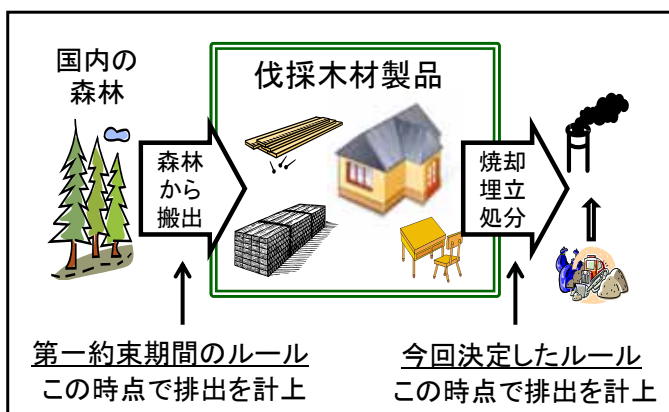 国内の
森林
伐採木材製品
森林
から
搬出
焼却
埋立
処分
第一約束期間のルール
この時点で排出を計上
今回決定したルール
この時点で排出を計上